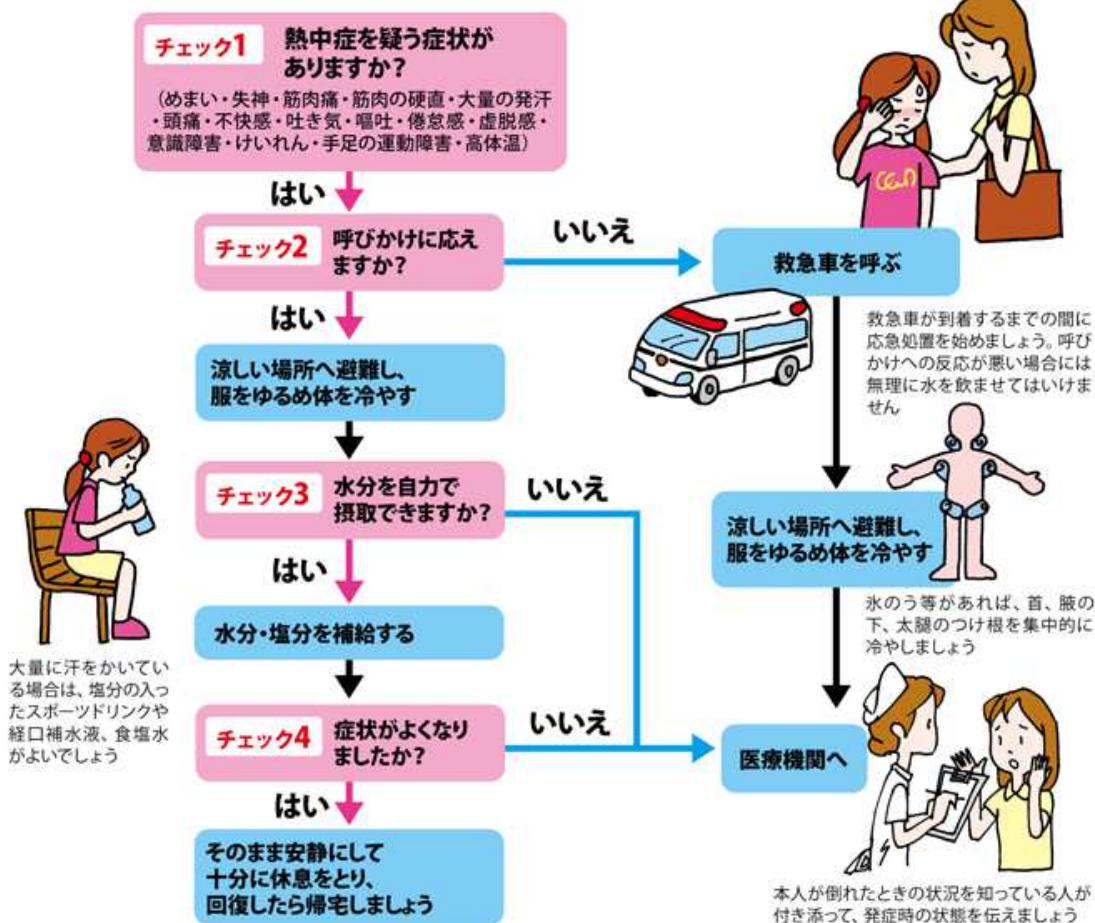 チェック1
熱中症を疑う症状が
ありますか？
（めまい・失神・筋肉痛・筋肉の硬直・大量の発汗
・頭痛・不快感・吐き気・嘔吐・倦怠感・虚脱感・
意識障害・けいれん・手足の運動障害・高体温）
はい
チェック2
呼びかけに応え
ますか？
いいえ
救急車を呼ぶ
救急車が到着するまでの間に
応急処置を始めましょう。呼び
かけへの反応が悪い場合には
無理に水を飲ませてはいけま
せん
はい
涼しい場所へ避難し、
服をゆるめ体を冷やす
チェック3
水分を自力で
摂取できますか？
いいえ
涼しい場所へ避難し、
服をゆるめ体を冷やす
氷のう等があれば、首、腋の
下、太腿のつけ根を集中的に
冷やしましょう
はい
水分・塩分を補給する
大量に汗をかいてい
る場合は、塩分の入っ
たスポーツドリンクや
経口補水液、食塩水
がよいでしょう
チェック4
症状がよくなり
ましたか？
いいえ
医療機関へ
はい
そのまま安静にして
十分に休息をとり、
回復したら帰宅しましょう
本人が倒れたときの状況を知っている人が
付き添って、発症時の状態を伝えましょう